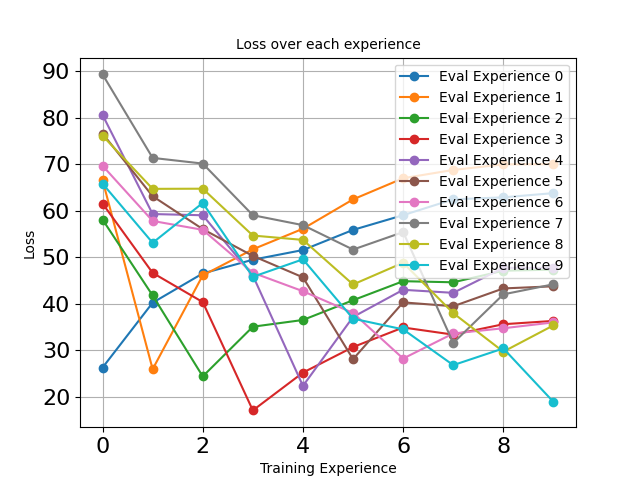 Loss over each experience
90
80
70
60
50
40
30
20
Loss
Eval Experience 0
Eval Experience 1
Eval Experience 2
Eval Experience 3
Eval Experience 4
Eval Experience 5
Eval Experience 6
Eval Experience 7
Eval Experience 8
Eval Experience 9
0 2 4 6 8
Training Experience